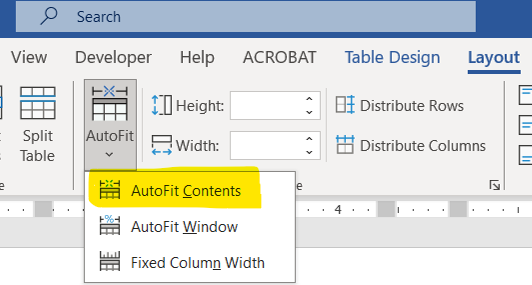 Search
View Developer Help ACROBAT Table Design Layout
Split
Table
AutoFit
Height:
Distribute Rows
Width:
Distribute Columns
AutoFit Contents
AutoFit Window
Fixed Column Width
4